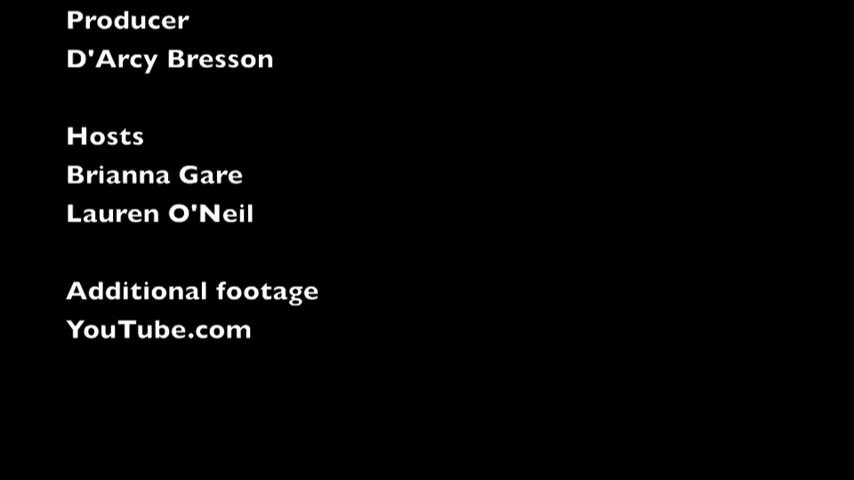 Producer
D'Arcy Bresson
Hosts
Brianna Gare
Lauren O'Neil
Additional footage
YouTube.com